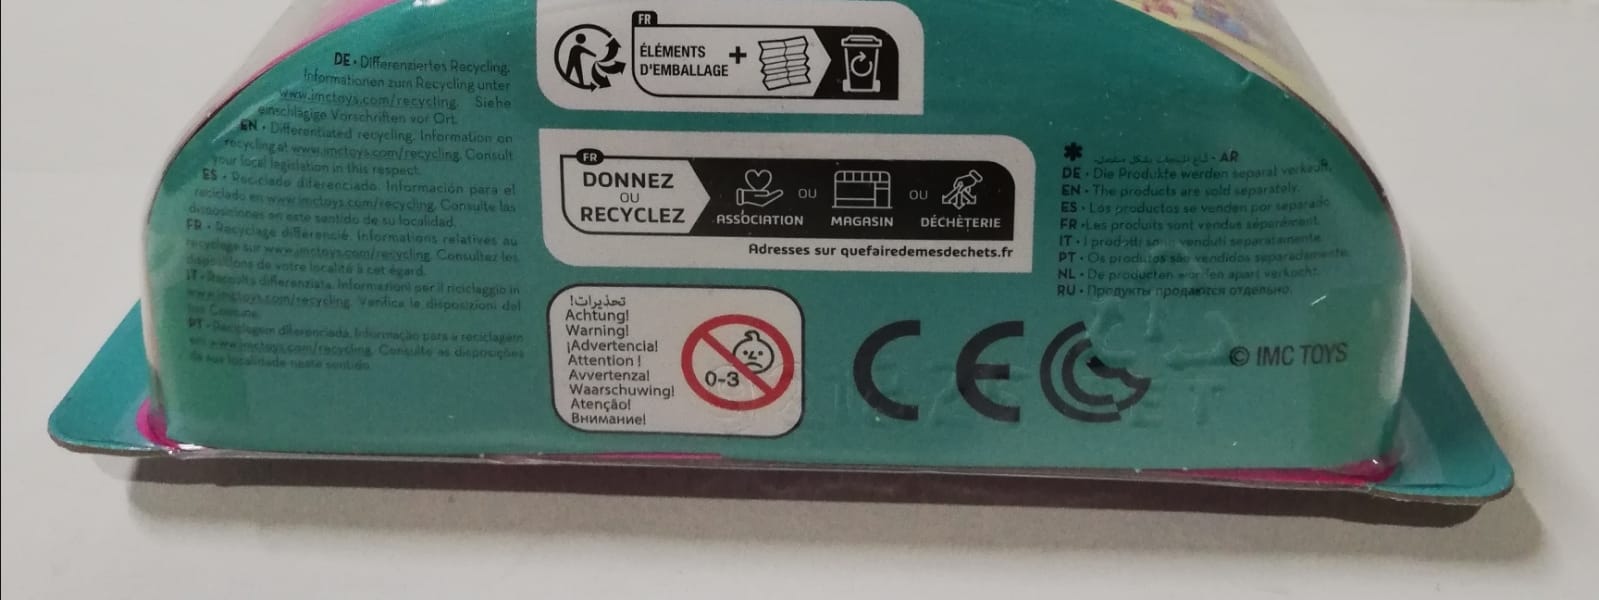 DE • Differenziertes Recycling.
Informationen zum Recycling unter
www.imctoys.com/recycling. Siehe
einschlägige Vorschriften vor Ort.
EN • Differentiated recycling. Information on
recycling at www.imctoys.com/recycling. Consult
your local legislation in this respect.
ES • Reciclado diferenciado. Información para el
reciclado en www.imctoys.com/recycling. Consulte las
disposiciones en este sentido de su localidad.
FR • Recyclage différencié. Informations relatives au
recyclage sur www.imctoys.com/recycling. Consultez les
dispositions de votre localité à cet égard.
IT • Raccolta differenziata. Informazioni per il riciclaggio in
www.imctoys.com/recycling. Verifica le disposizioni del
tuo Comune.
PT • Reciclagem diferenciada. Informação para a reciclagem
em www.imctoys.com/recycling. Consulte as disposições
da sua localidade neste sentido.
FR
ÉLÉMENTS
D'EMBALLAGE
+
FR
DONNEZ
OU
RECYCLEZ
ASSOCIATION
OU
MAGASIN
OU
DÉCHÈTERIE
Adresses sur quefairedemesdechets.fr
تحذيرات!
Achtung!
Warning!
¡Advertencia!
Attention !
Avvertenza!
Waarschuwing!
Atenção!
Внимание!
0-3
CE
* AR •
DE • Die Produkte werden separat verkauft.
EN • The products are sold separately.
ES • Los productos se venden por separado.
FR • Les produits sont vendus séparément.
IT • I prodotti sono venduti separatamente.
PT • Os produtos são vendidos separadamente.
NL • De producten worden apart verkocht.
RU • Продукты продаются отдельно.
© IMC TOYS